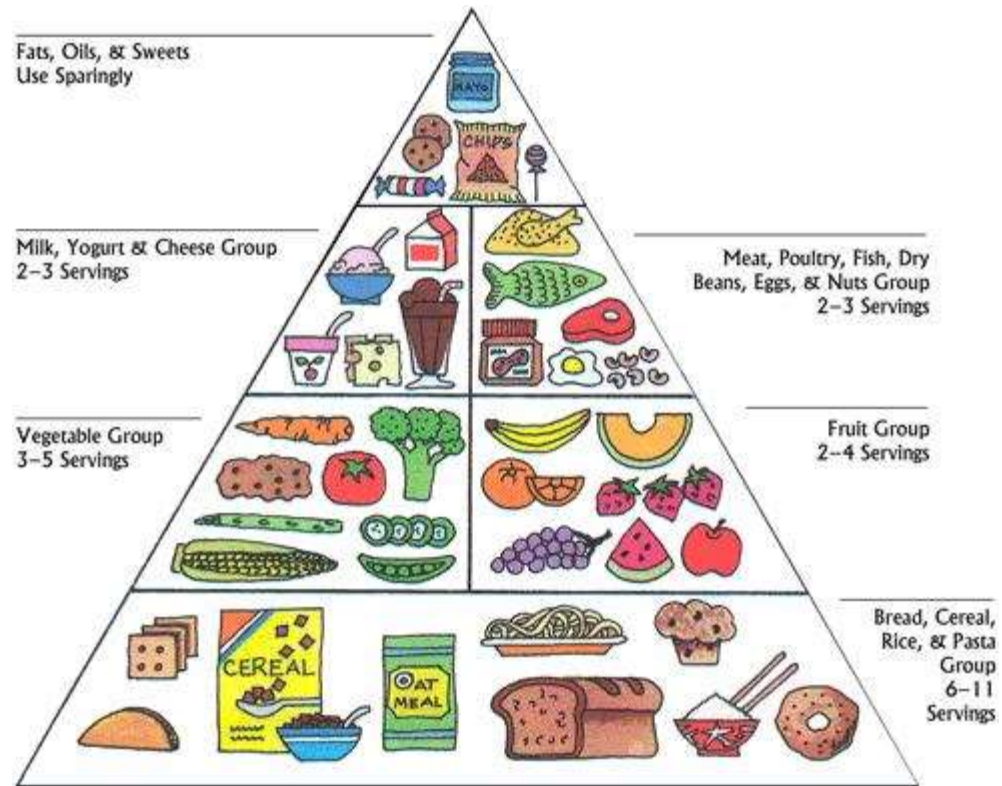 Fats, Oils, & Sweets
Use Sparingly
MAYO
CHIPS
Milk, Yogurt & Cheese Group
2–3 Servings
Meat, Poultry, Fish, Dry
Beans, Eggs, & Nuts Group
2–3 Servings
Vegetable Group
3–5 Servings
Fruit Group
2–4 Servings
Bread, Cereal,
Rice, & Pasta
Group
6–11
Servings
CEREAL
OAT
MEAL